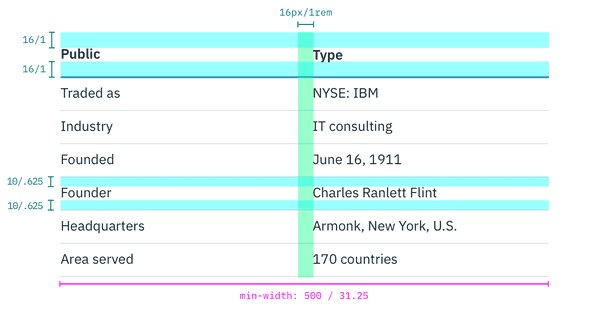 16px/1rem
16/1
Public Type
16/1
Traded as NYSE: IBM
Industry IT consulting
Founded June 16, 1911
10/.625
Founder Charles Ranlett Flint
10/.625
Headquarters Armonk, New York, U.S.
Area served 170 countries
min-width: 500 / 31.25